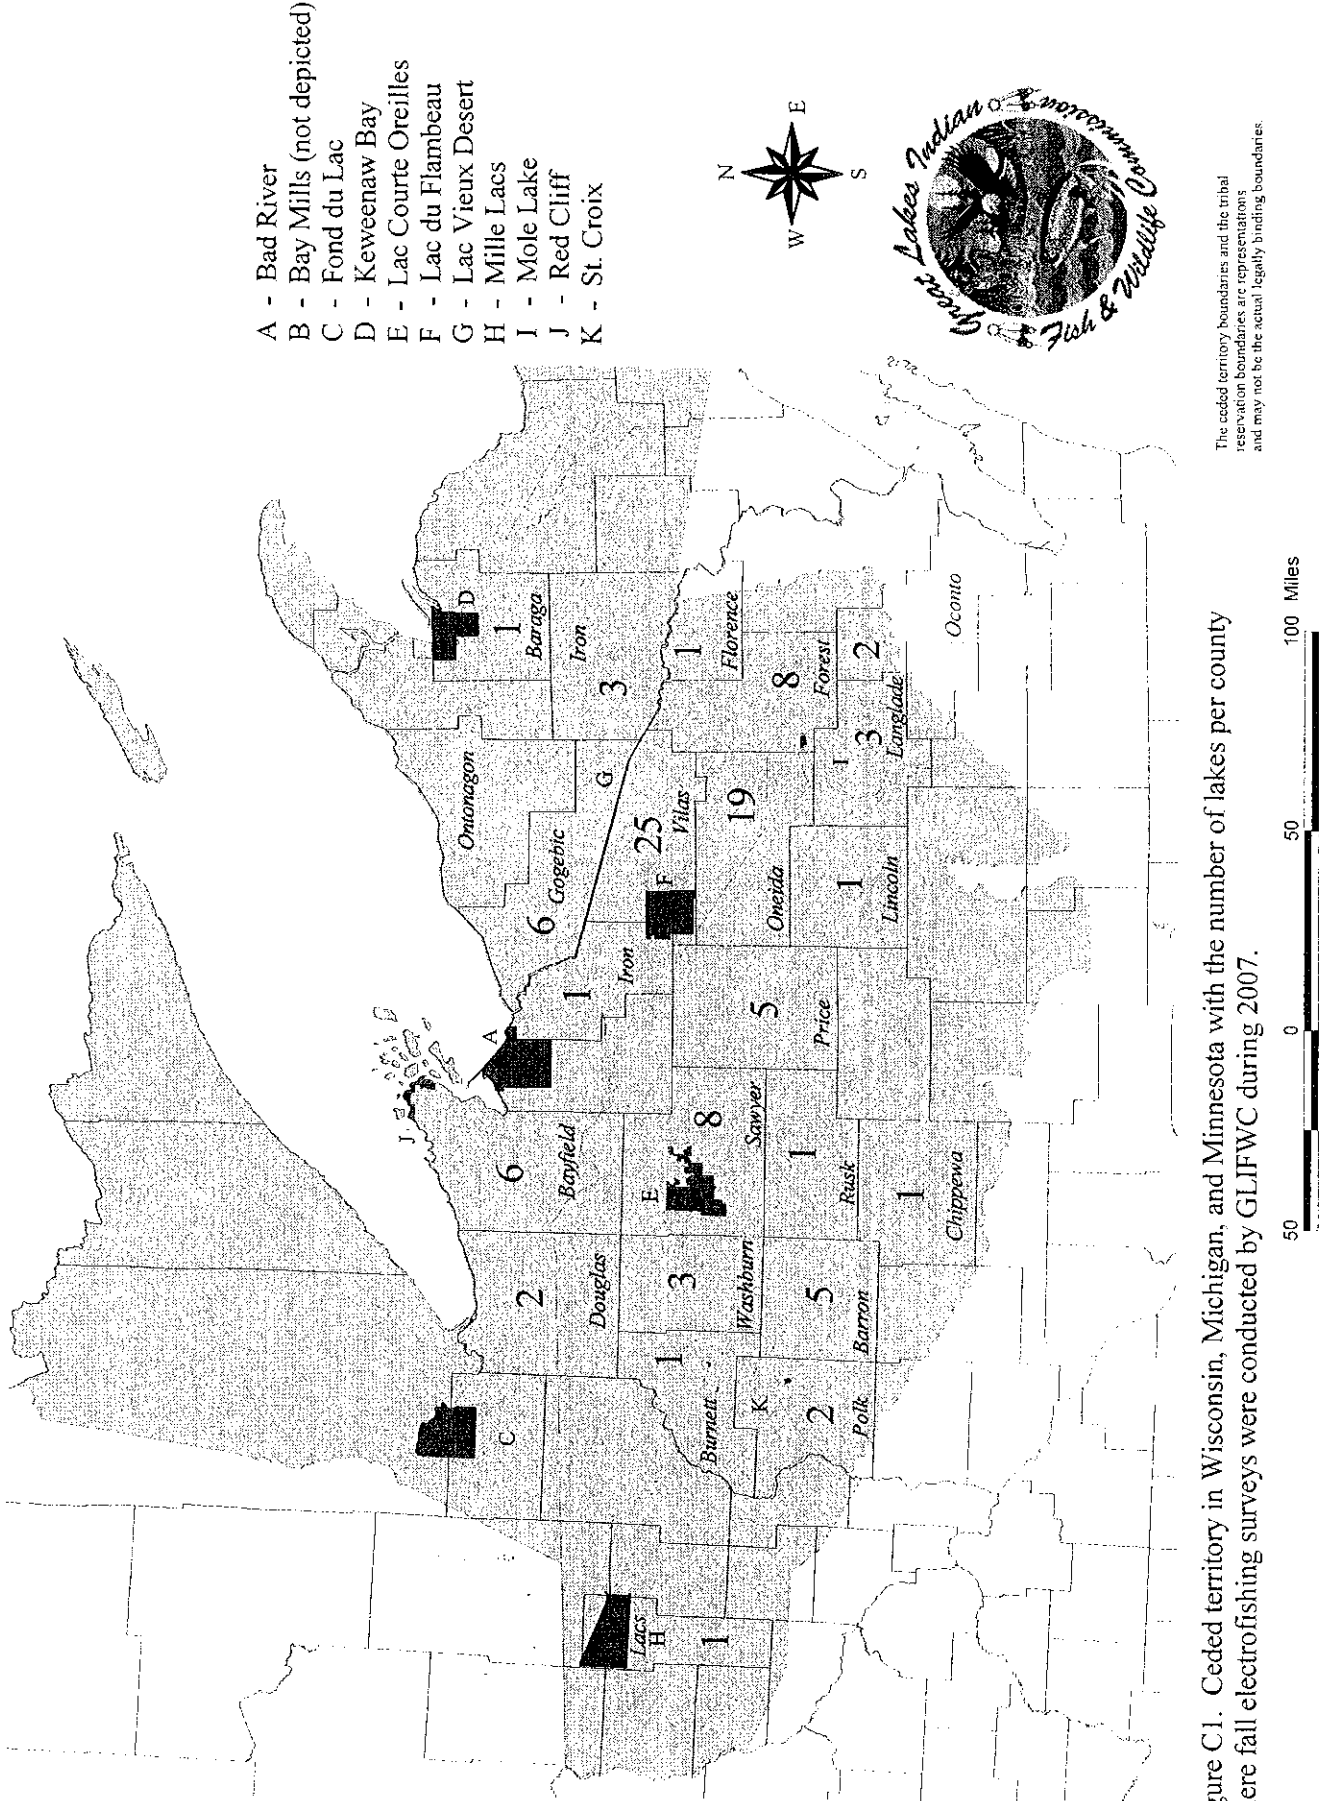 A - Bad River
B - Bay Mills (not depicted)
C - Fond du Lac
D - Keweenaw Bay
E - Lac Courte Oreilles
F - Lac du Flambeau
G - Lac Vieux Desert
H - Mille Lacs
I - Mole Lake
J - Red Cliff
K - St. Croix
N
W
E
S
Great Lakes Indian
Fish & Wildlife Commission
The ceded territory boundaries and the tribal
reservation boundaries are representations
and may not be the actual legally binding boundaries.
J
A
C
2
Douglas
6
Bayfield
1
Iron
6
Gogebic
Ontonagon
G
D
1
Baraga
Iron
3
Lacs
H
1
1
Burnett
3
Washburn
E
8
Sawyer
5
Price
F
25
Vilas
19
Oneida
1
Florence
8
Forest
K
2
Polk
5
Barron
1
Rusk
1
Chippewa
1
Lincoln
I
3
Langlade
2
Oconto
gure C1. Ceded territory in Wisconsin, Michigan, and Minnesota with the number of lakes per county
ere fall electrofishing surveys were conducted by GLIFWC during 2007.
50
0
50
100 Miles